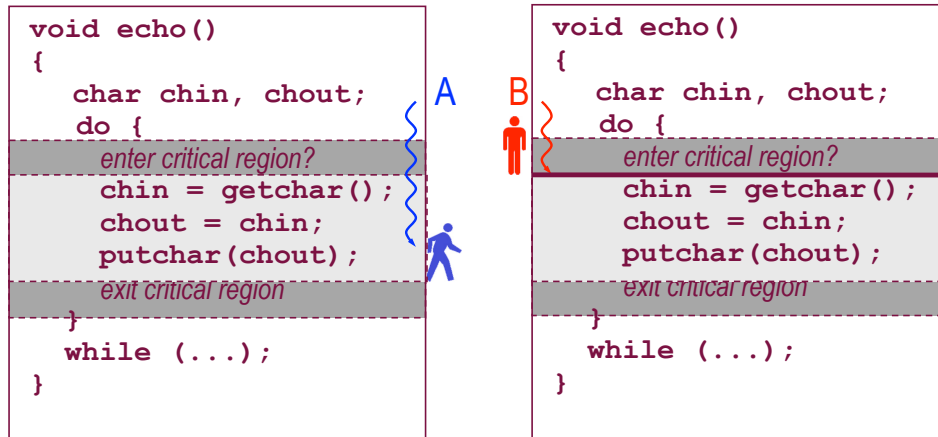 void echo()
{
char chin, chout;
do {
enter critical region?
chin = getchar();
chout = chin;
putchar(chout);
exit critical region
}
while (...);
}
A
B
void echo()
{
char chin, chout;
do {
enter critical region?
chin = getchar();
chout = chin;
putchar(chout);
exit critical region
}
while (...);
}